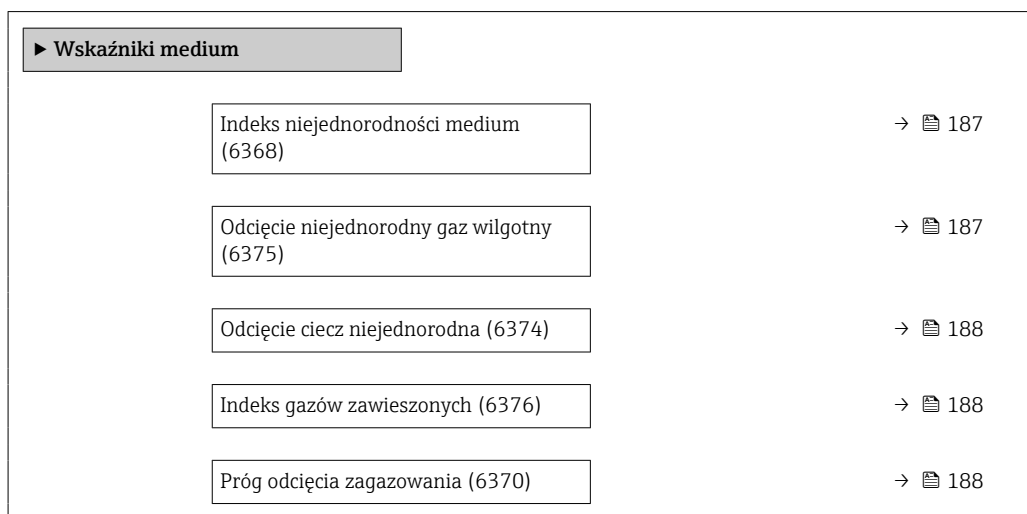 ▶ Wskaźniki medium
Indeks niejednorodności medium
(6368)
→ 187
Odcięcie niejednorodny gaz wilgotny
(6375)
→ 187
Odcięcie ciecz niejednorodna (6374)
→ 188
Indeks gazów zawieszonych (6376)
→ 188
Próg odcięcia zagazowania (6370)
→ 188